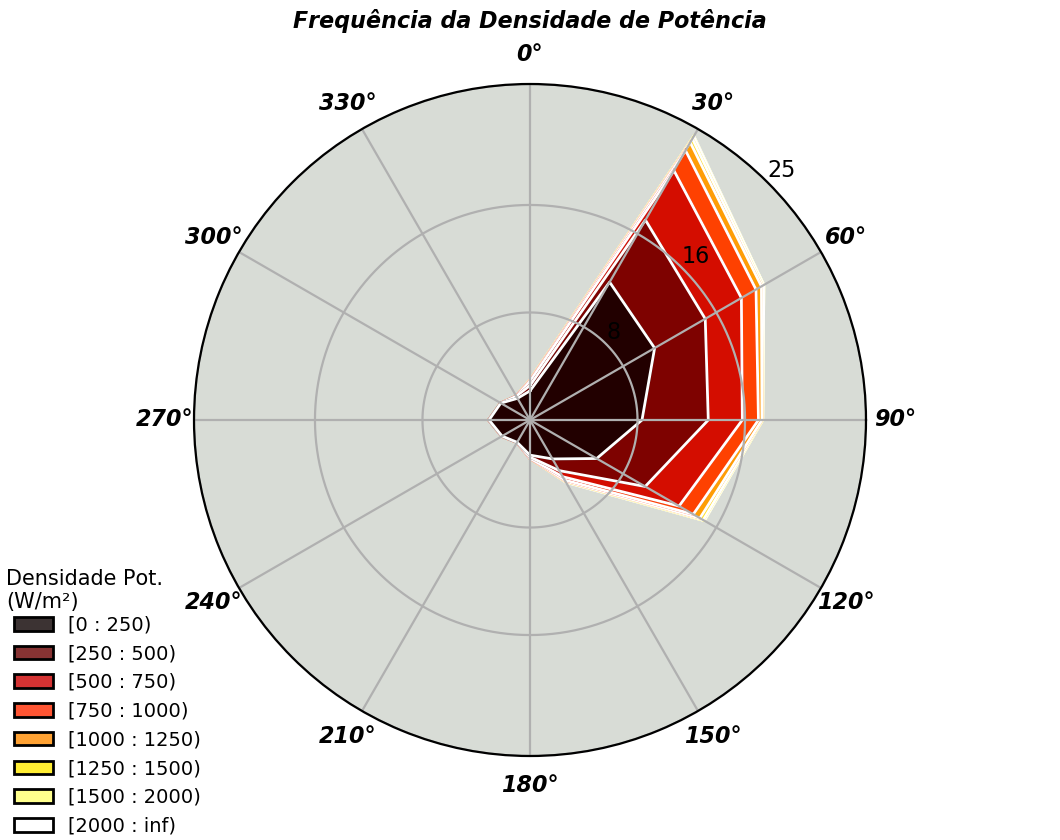 Frequência da Densidade de Potência
0°
330°
30°
25
300°
60°
16
8
270°
90°
240°
120°
210°
150°
180°
Densidade Pot.
(W/m²)
[0 : 250)
[250 : 500)
[500 : 750)
[750 : 1000)
[1000 : 1250)
[1250 : 1500)
[1500 : 2000)
[2000 : inf)